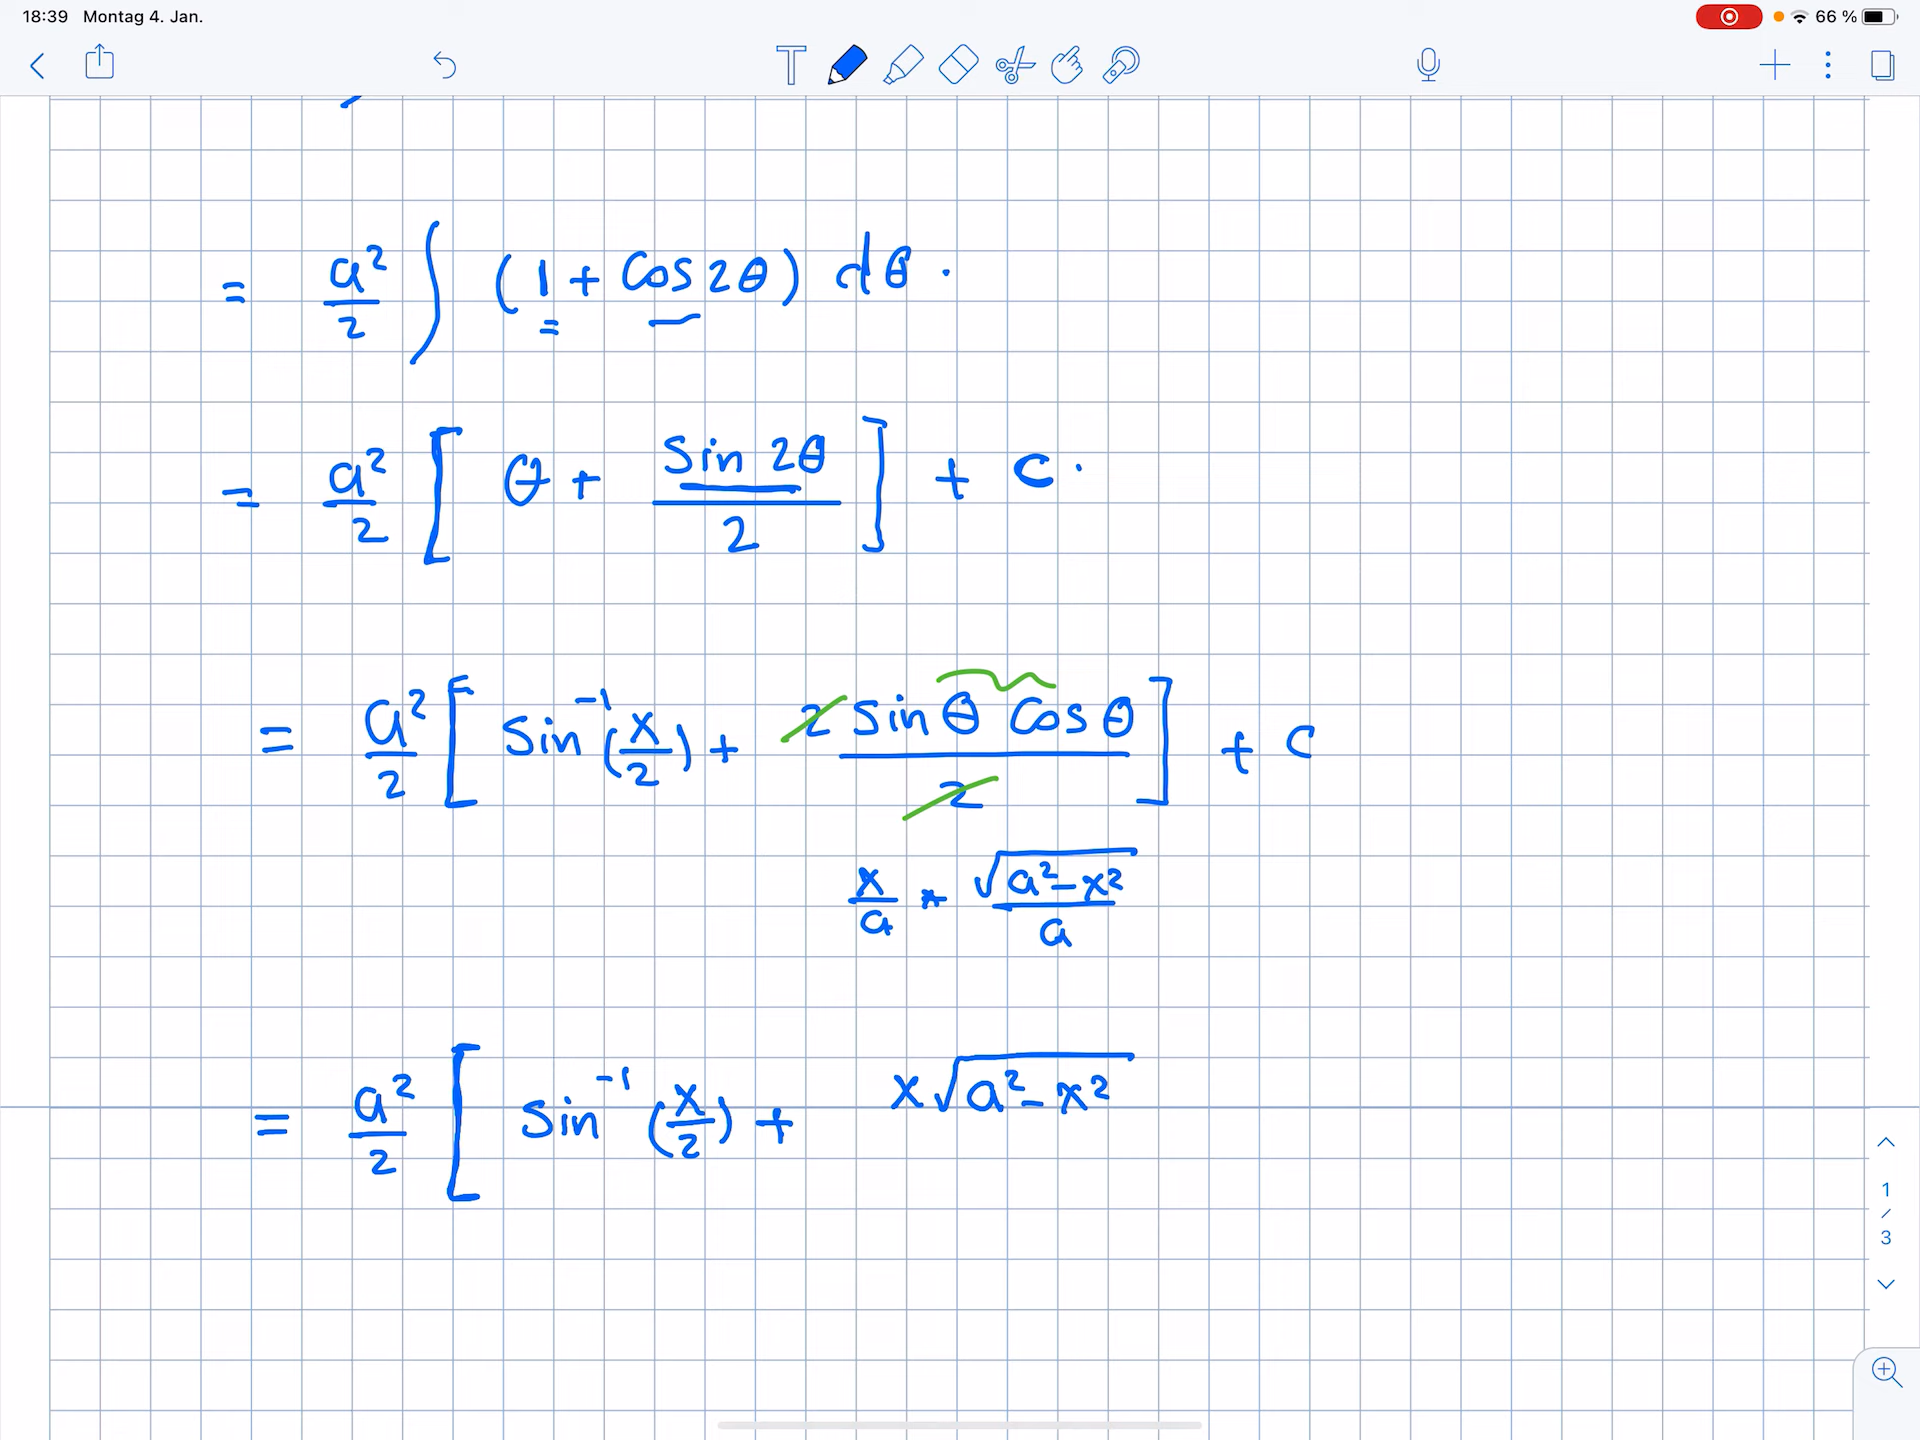 18:39 Montag 4. Jan. 66 %
= a²/2 ∫ (1 + cos 2θ) dθ.
= a²/2 [ θ + sin 2θ/2 ] + c.
= a²/2 [ sin⁻¹ (x/2) + 2 sin θ cos θ/2 ] + c
x/a * √(a²-x²)/a
= a²/2 [ sin⁻¹ (x/2) + x√(a²-x²)
1
/
3